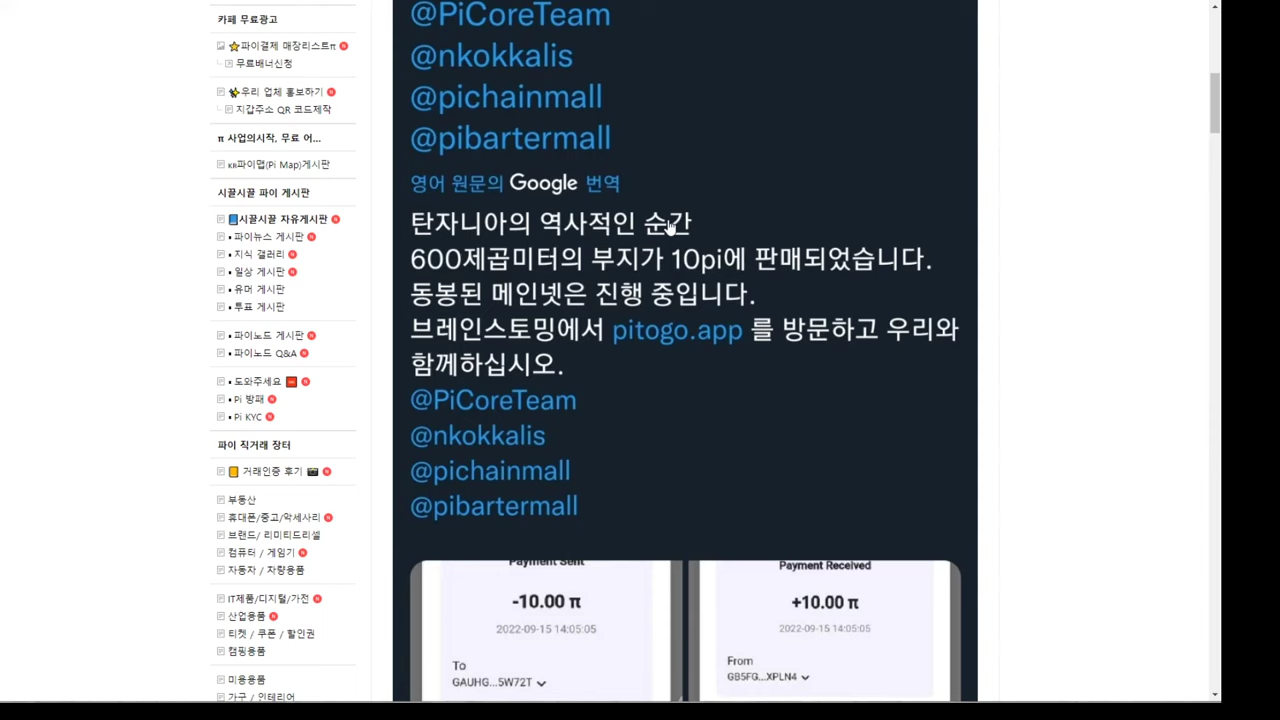 카페 무료광고
⭐파이결제 매장리스트π N
무료배너신청
우리 업체 홍보하기 N
지갑주소 QR 코드제작
π 사업의시작, 무료 어...
KR파이맵(Pi Map)게시판
시끌시끌 파이 게시판
📘시끌시끌 자유게시판 N
• 파이뉴스 게시판 N
• 지식 갤러리 N
• 일상 게시판 N
• 유머 게시판
• 투표 게시판
• 파이노드 게시판 N
• 파이노드 Q&A N
• 도와주세요 N
• Pi 방패 N
• Pi KYC N
파이 직거래 장터
📒 거래인증 후기 📸 N
부동산
휴대폰/중고/악세사리 N
브랜드/ 리미티드리셀
컴퓨터 / 게임기 N
자동차 / 차량용품
IT제품/디지털/가전 N
산업용품 N
티켓 / 쿠폰 / 할인권
캠핑용품
미용용품
가구 / 인테리어
@PiCoreTeam
@nkokkalis
@pichainmall
@pibartermall
영어 원문의 Google 번역
탄자니아의 역사적인 순간
600제곱미터의 부지가 10pi에 판매되었습니다.
동봉된 메인넷은 진행 중입니다.
브레인스토밍에서 pitogo.app 를 방문하고 우리와
함께하십시오.
@PiCoreTeam
@nkokkalis
@pichainmall
@pibartermall
Payment Sent
-10.00 π
2022-09-15 14:05:05
To
GAUHG...5W72T
Payment Received
+10.00 π
2022-09-15 14:05:05
From
GB5FG...XPLN4